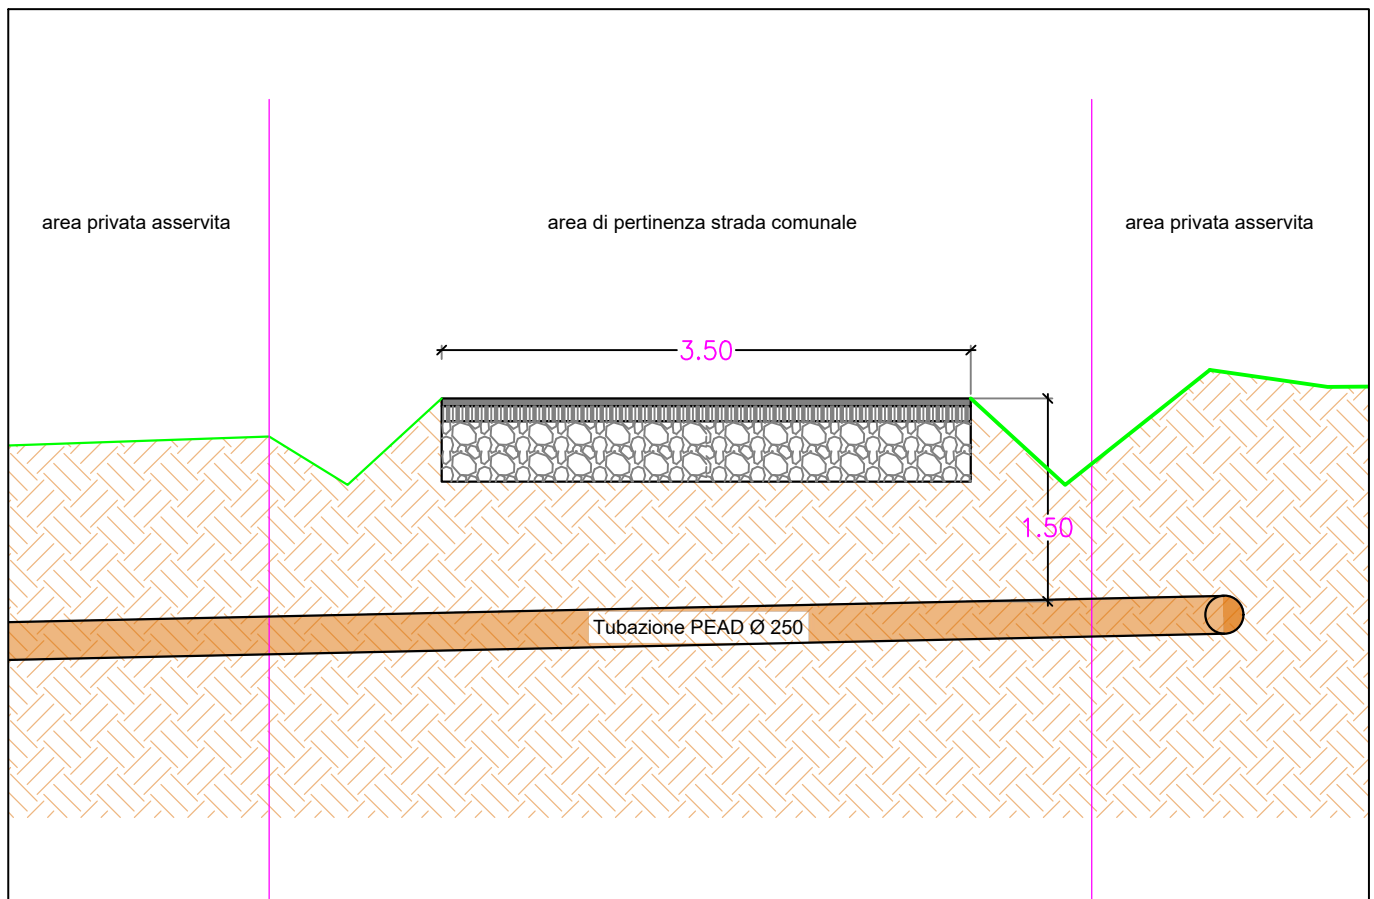 area privata asservita
area di pertinenza strada comunale
area privata asservita
3.50
1.50
Tubazione PEAD Ø 250